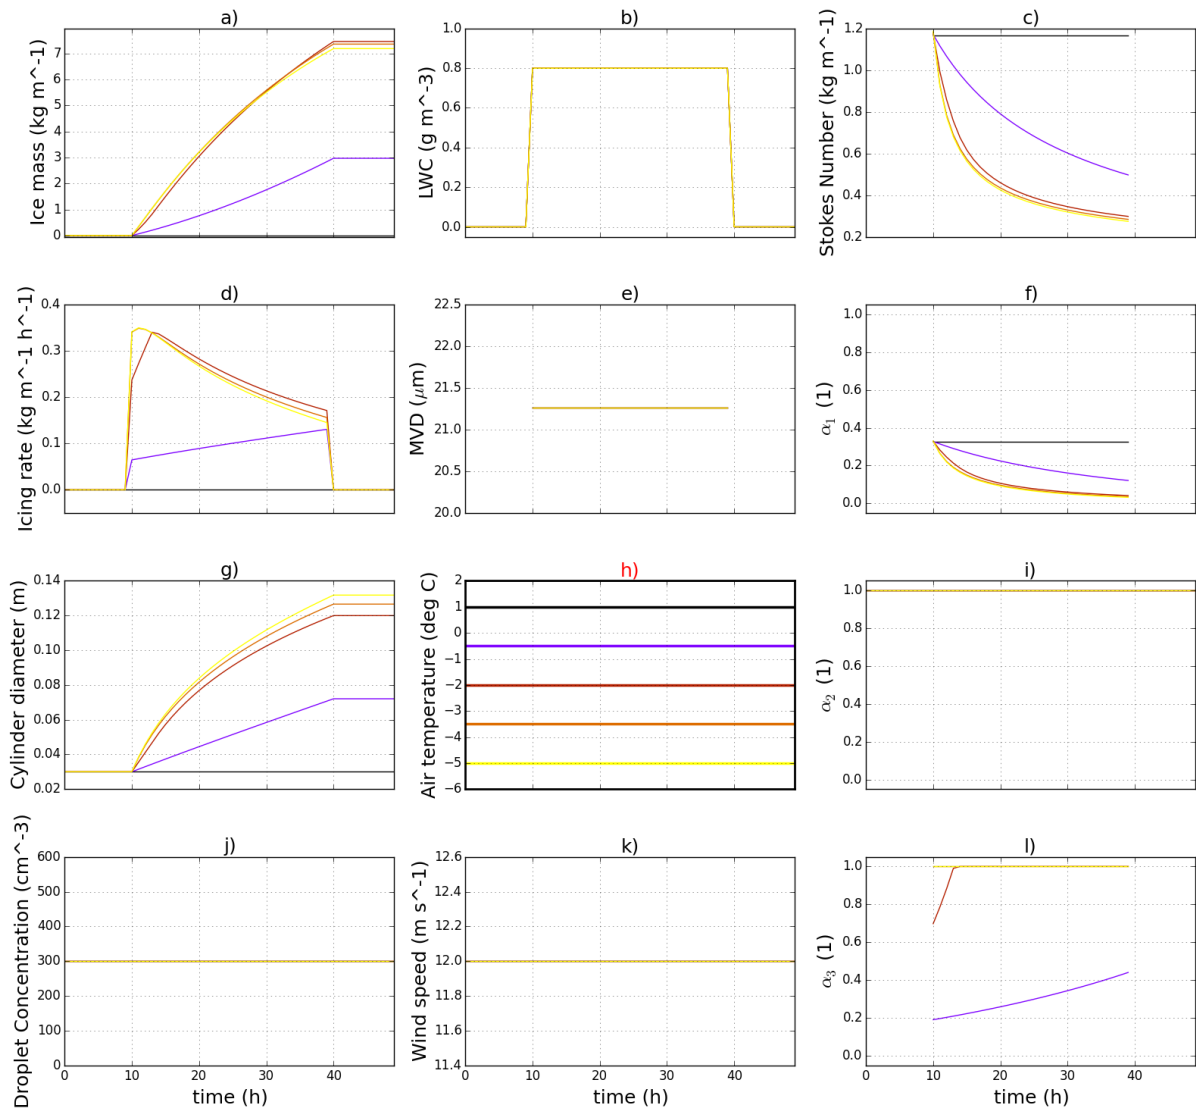 a)
b)
c)
Ice mass (kg m^-1)
7
6
5
4
3
2
1
0
LWC (g m^-3)
1.0
0.8
0.6
0.4
0.2
0.0
Stokes Number (kg m^-1)
1.2
1.0
0.8
0.6
0.4
0.2
d)
e)
f)
Icing rate (kg m^-1 h^-1)
0.4
0.3
0.2
0.1
0.0
MVD (μm)
22.5
22.0
21.5
21.0
20.5
20.0
α₁ (1)
1.0
0.8
0.6
0.4
0.2
0.0
g)
h)
i)
Cylinder diameter (m)
0.14
0.12
0.10
0.08
0.06
0.04
0.02
Air temperature (deg C)
2
1
0
−1
−2
−3
−4
−5
−6
α₂ (1)
1.0
0.8
0.6
0.4
0.2
0.0
j)
k)
l)
Droplet Concentration (cm^-3)
600
500
400
300
200
100
0
Wind speed (m s^-1)
12.6
12.4
12.2
12.0
11.8
11.6
11.4
α₃ (1)
1.0
0.8
0.6
0.4
0.2
0.0
0 10 20 30 40
0 10 20 30 40
0 10 20 30 40
time (h)
time (h)
time (h)